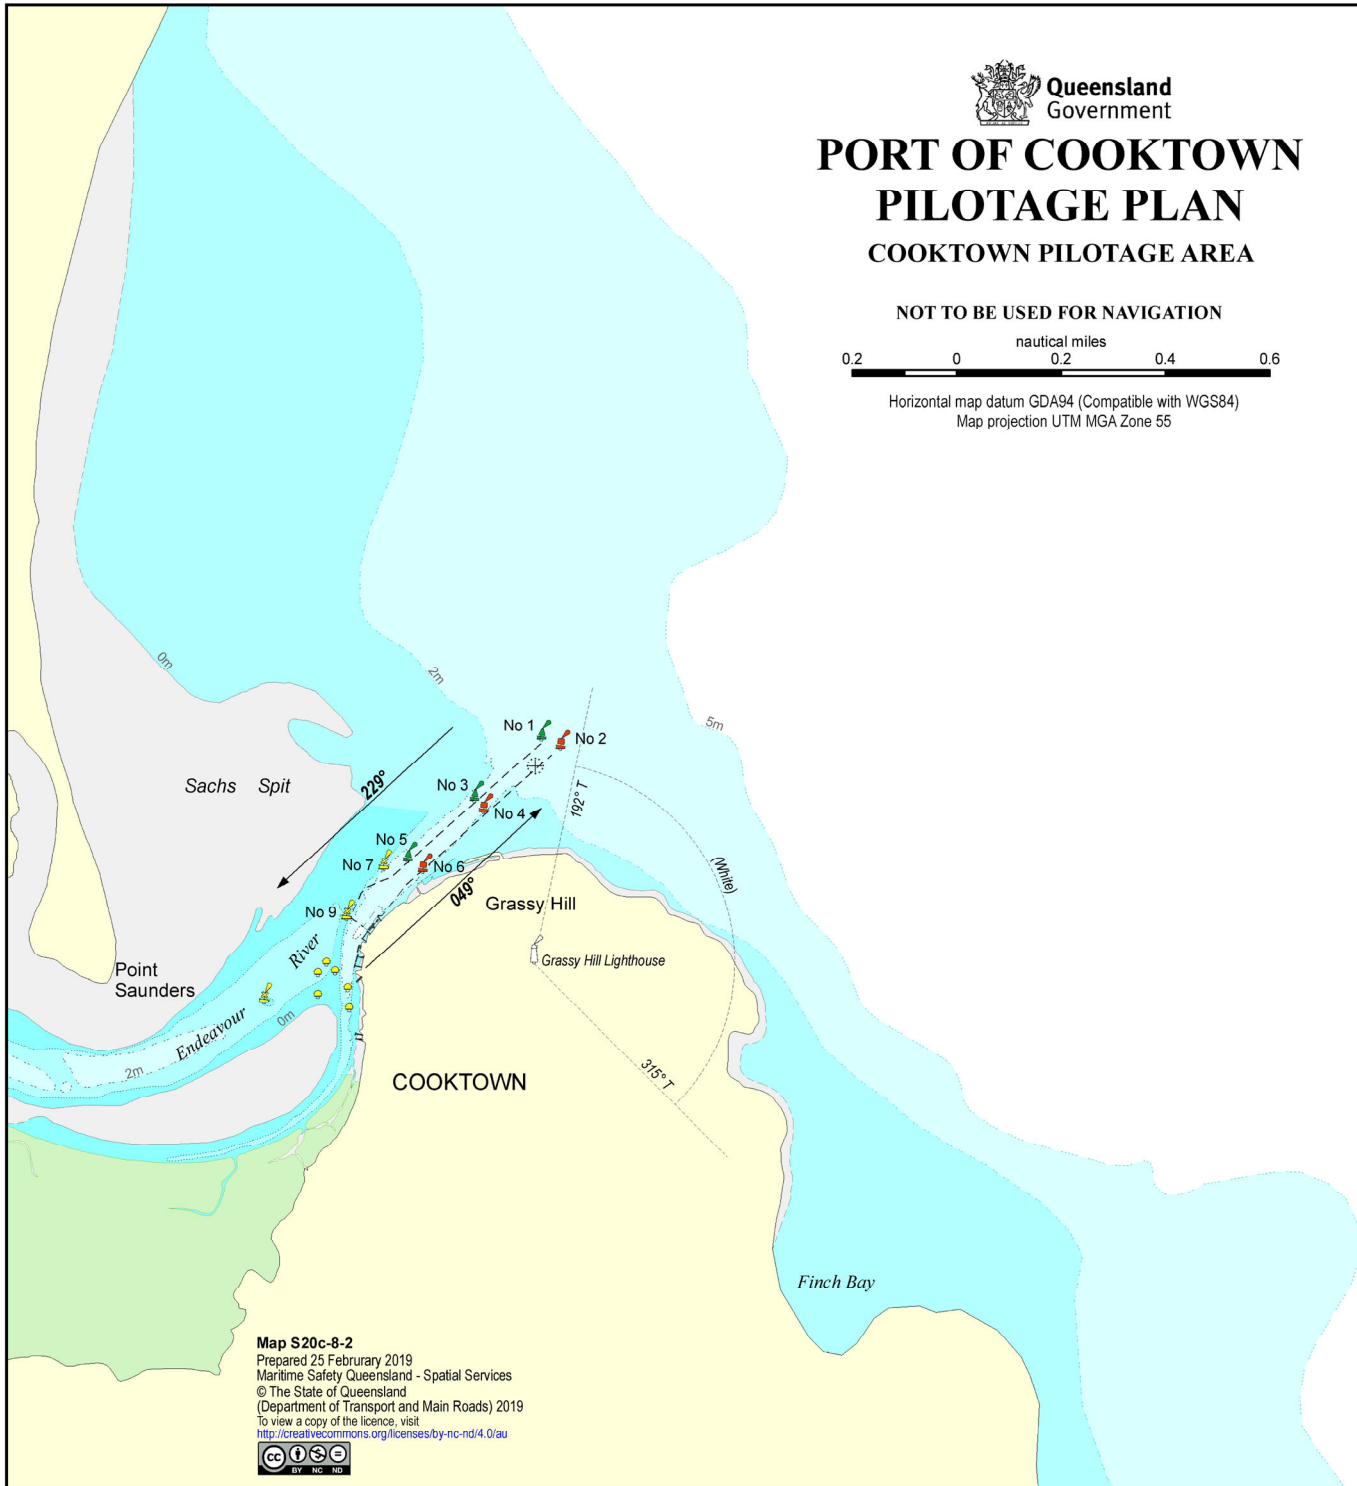 Queensland
Government
PORT OF COOKTOWN
PILOTAGE PLAN
COOKTOWN PILOTAGE AREA
NOT TO BE USED FOR NAVIGATION
nautical miles
0.2 0 0.2 0.4 0.6
Horizontal map datum GDA94 (Compatible with WGS84)
Map projection UTM MGA Zone 55
0m
2m
5m
No 1
No 2
Sachs Spit
229°
No 3
No 4
192° T
No 5
No 7
No 6
(White)
049°
No 9
Grassy Hill
River
Grassy Hill Lighthouse
Point
Saunders
Endeavour
0m
2m
315° T
COOKTOWN
Finch Bay
Map S20c-8-2
Prepared 25 Februrary 2019
Maritime Safety Queensland - Spatial Services
© The State of Queensland
(Department of Transport and Main Roads) 2019
To view a copy of the licence, visit
http://creativecommons.org/licenses/by-nc-nd/4.0/au
cc
BY NC ND